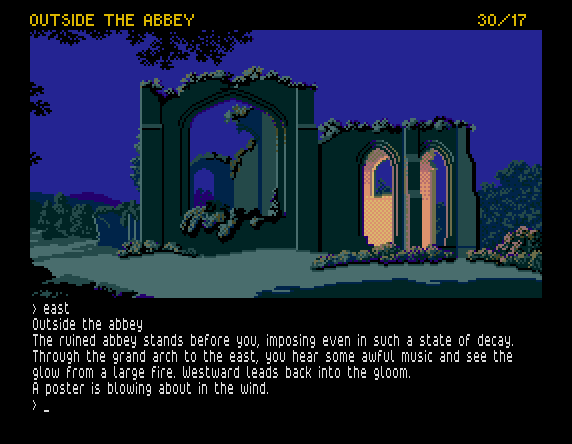 OUTSIDE THE ABBEY 30/17
> east
Outside the abbey
The ruined abbey stands before you, imposing even in such a state of decay.
Through the grand arch to the east, you hear some awful music and see the
glow from a large fire. Westward leads back into the gloom.
A poster is blowing about in the wind.
> _